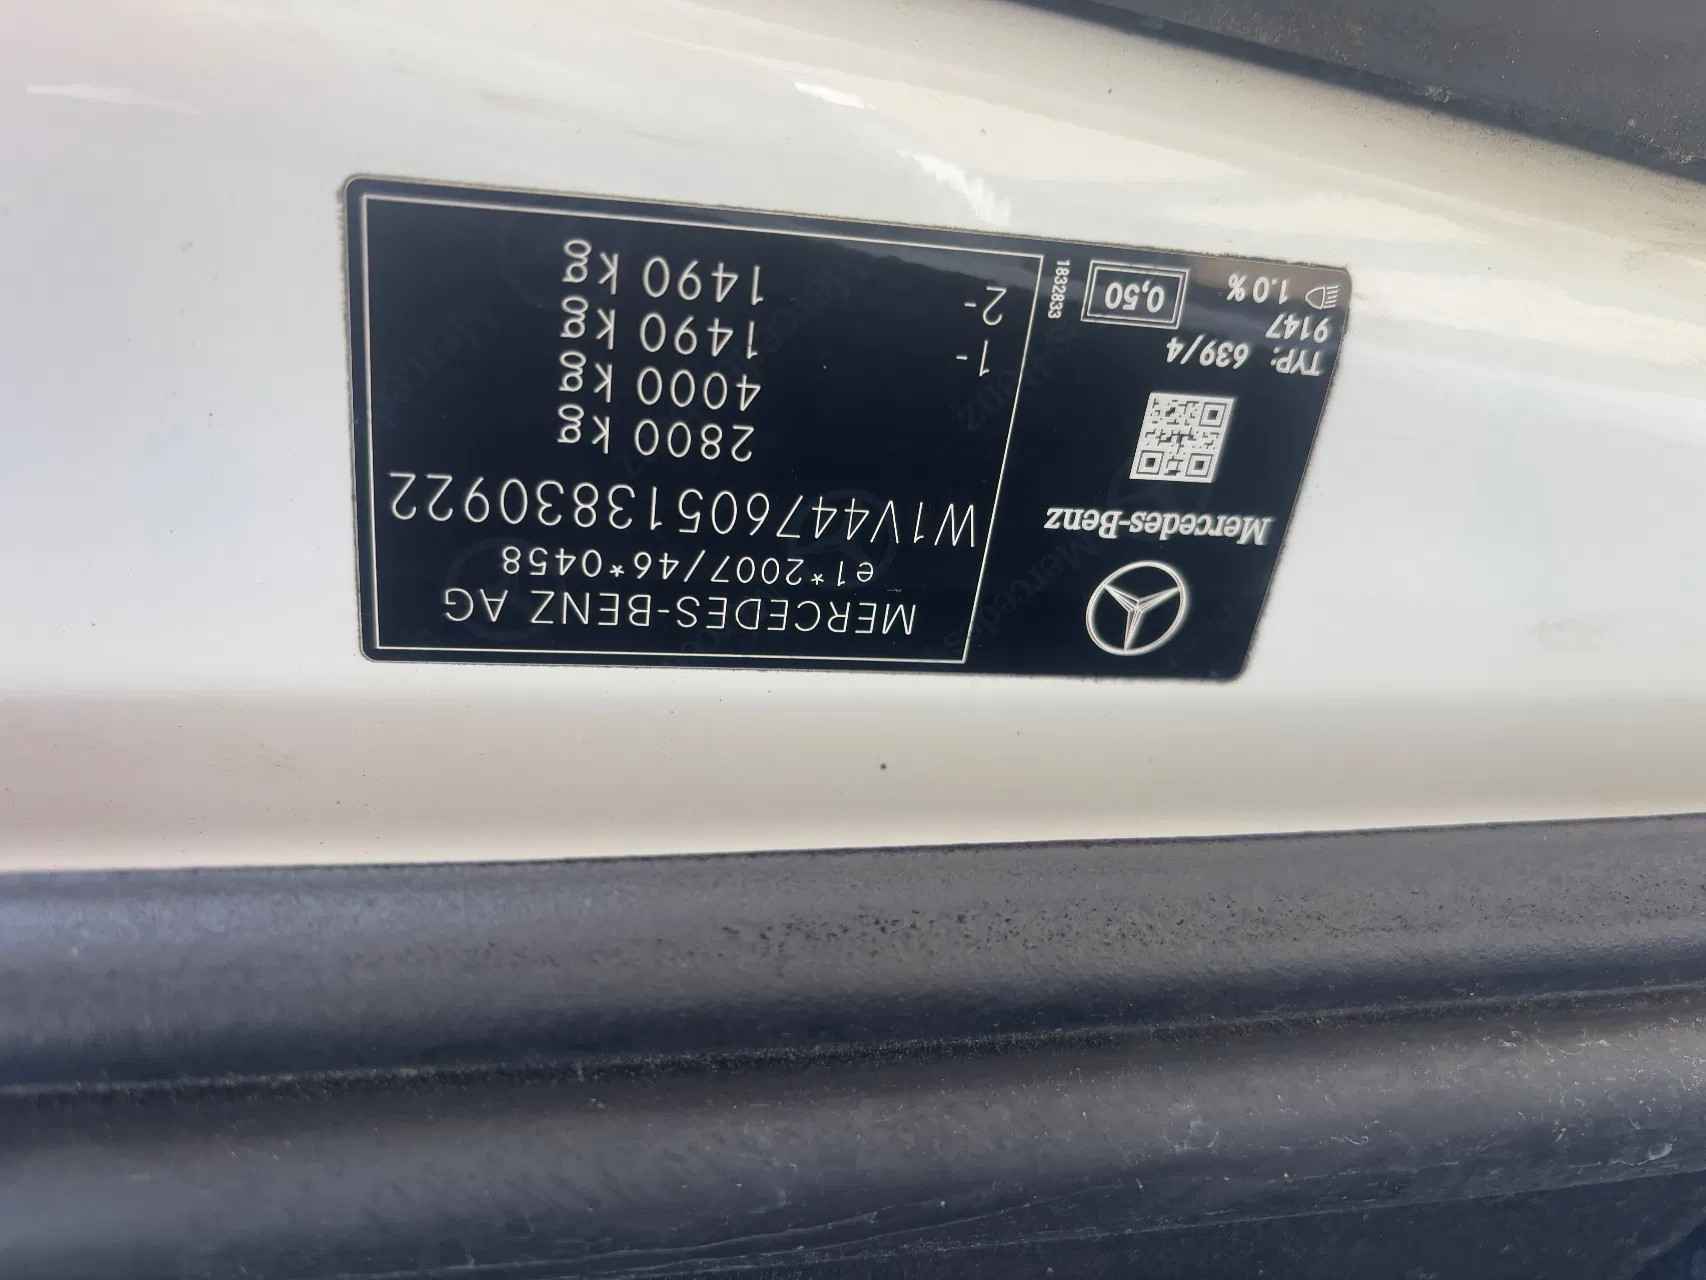 MERCEDES-BENZ AG
e1*2007/46*0458
W1V44760513830922
2800 kg
4000 kg
1- 1490 kg
2- 1490 kg
Mercedes-Benz
TYP: 639/4
9147
1.0%
0,50
1832833